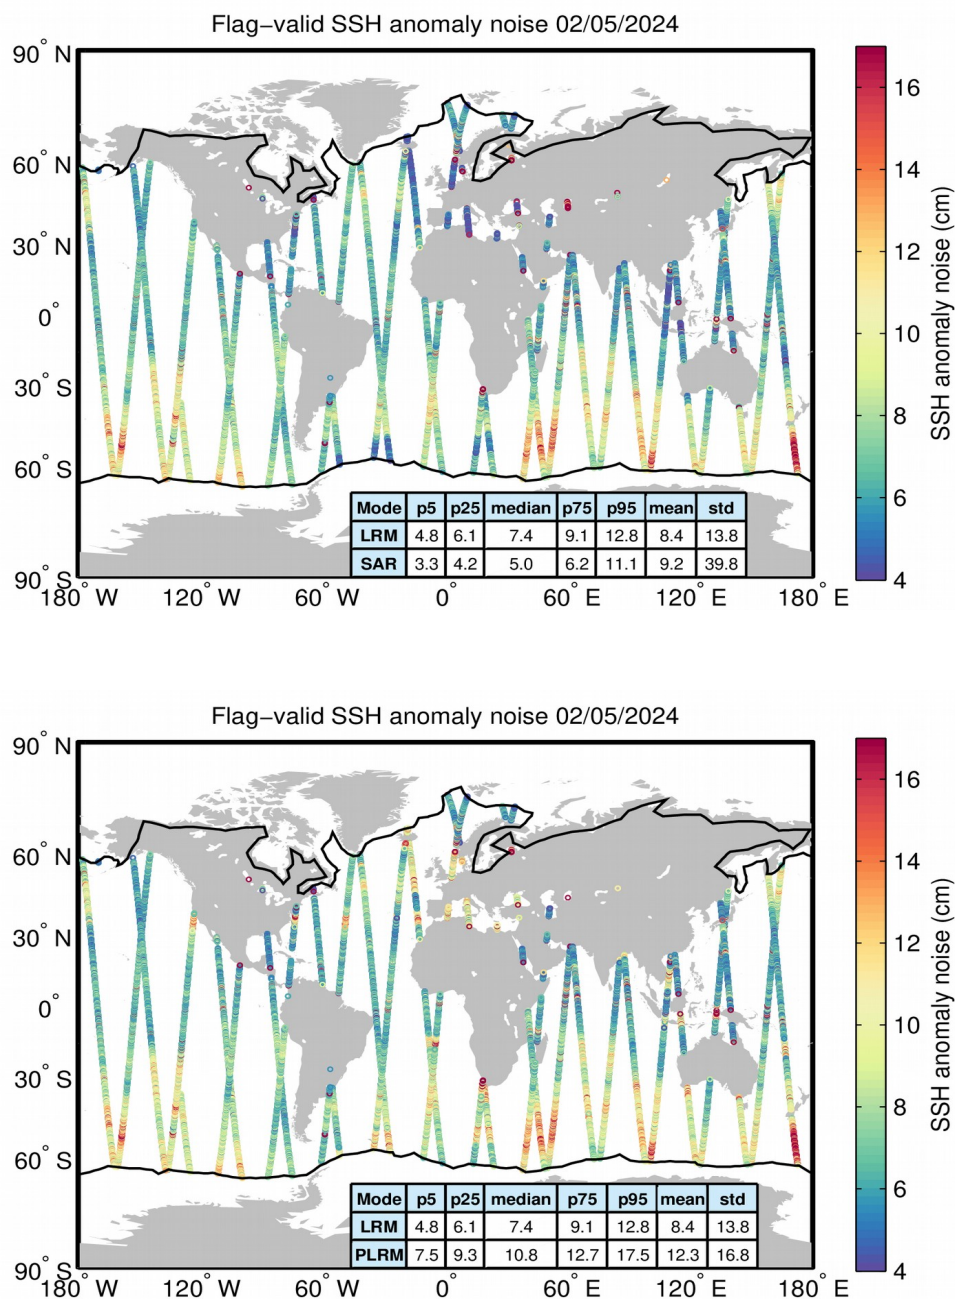 Flag−valid SSH anomaly noise 02/05/2024
90° N
60° N
30° N
0°
30° S
60° S
90° S
180° W
120° W
60° W
0°
60° E
120° E
180° E
Mode p5 p25 median p75 p95 mean std
LRM 4.8 6.1 7.4 9.1 12.8 8.4 13.8
SAR 3.3 4.2 5.0 6.2 11.1 9.2 39.8
16
14
12
10
8
6
4
SSH anomaly noise (cm)
Flag−valid SSH anomaly noise 02/05/2024
90° N
60° N
30° N
0°
30° S
60° S
90° S
180° W
120° W
60° W
0°
60° E
120° E
180° E
Mode p5 p25 median p75 p95 mean std
LRM 4.8 6.1 7.4 9.1 12.8 8.4 13.8
PLRM 7.5 9.3 10.8 12.7 17.5 12.3 16.8
16
14
12
10
8
6
4
SSH anomaly noise (cm)